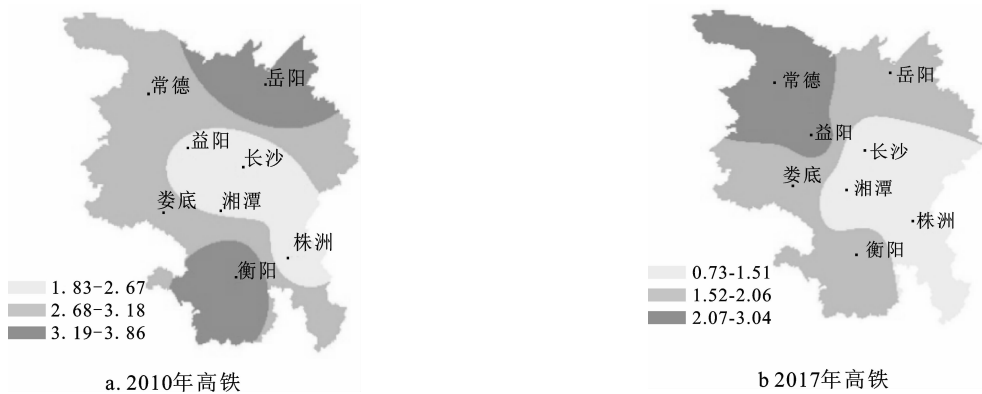 岳阳
常德
益阳
长沙
娄底
湘潭
株洲
衡阳
1.83-2.67
2.68-3.18
3.19-3.86
a.2010年高铁
岳阳
常德
益阳
长沙
娄底
湘潭
株洲
衡阳
0.73-1.51
1.52-2.06
2.07-3.04
b 2017年高铁